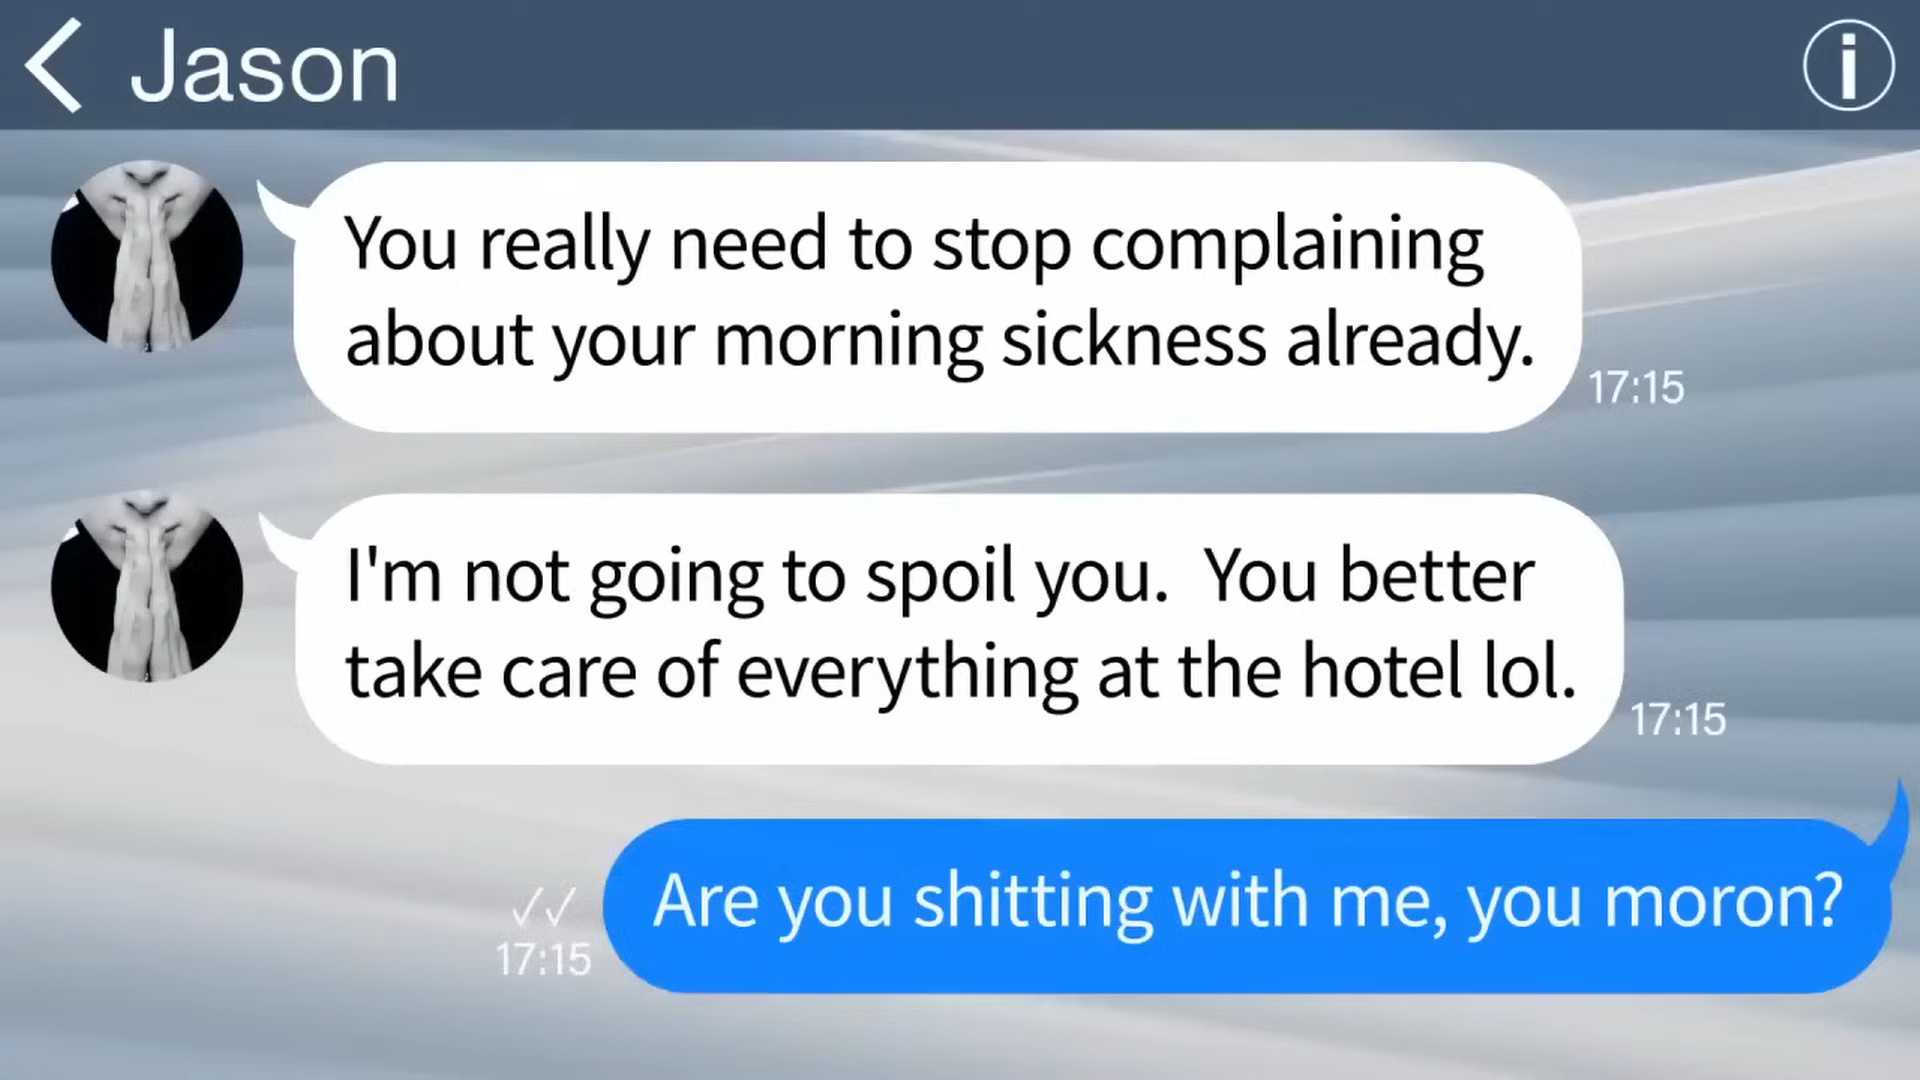 Jason
You really need to stop complaining
about your morning sickness already.
17:15
I'm not going to spoil you.  You better
take care of everything at the hotel lol.
17:15
Are you shitting with me, you moron?
17:15